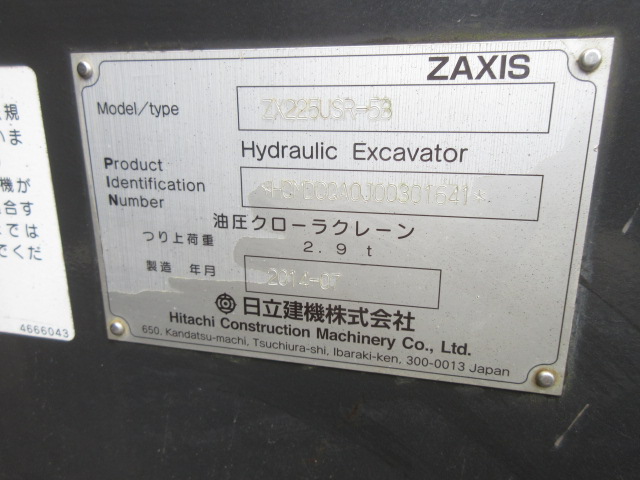 ZAXIS
Model/type ZX225USR-5B
Hydraulic Excavator
Product
Identification
Number
油圧クローラクレーン
つり上荷重 2.9 t
製造 年月 2014-07
日立建機株式会社
Hitachi Construction Machinery Co., Ltd.
650, Kandatsu-machi, Tsuchiura-shi, Ibaraki-ken, 300-0013 Japan
規
いま
機が
合す
では
でくだ
4666043